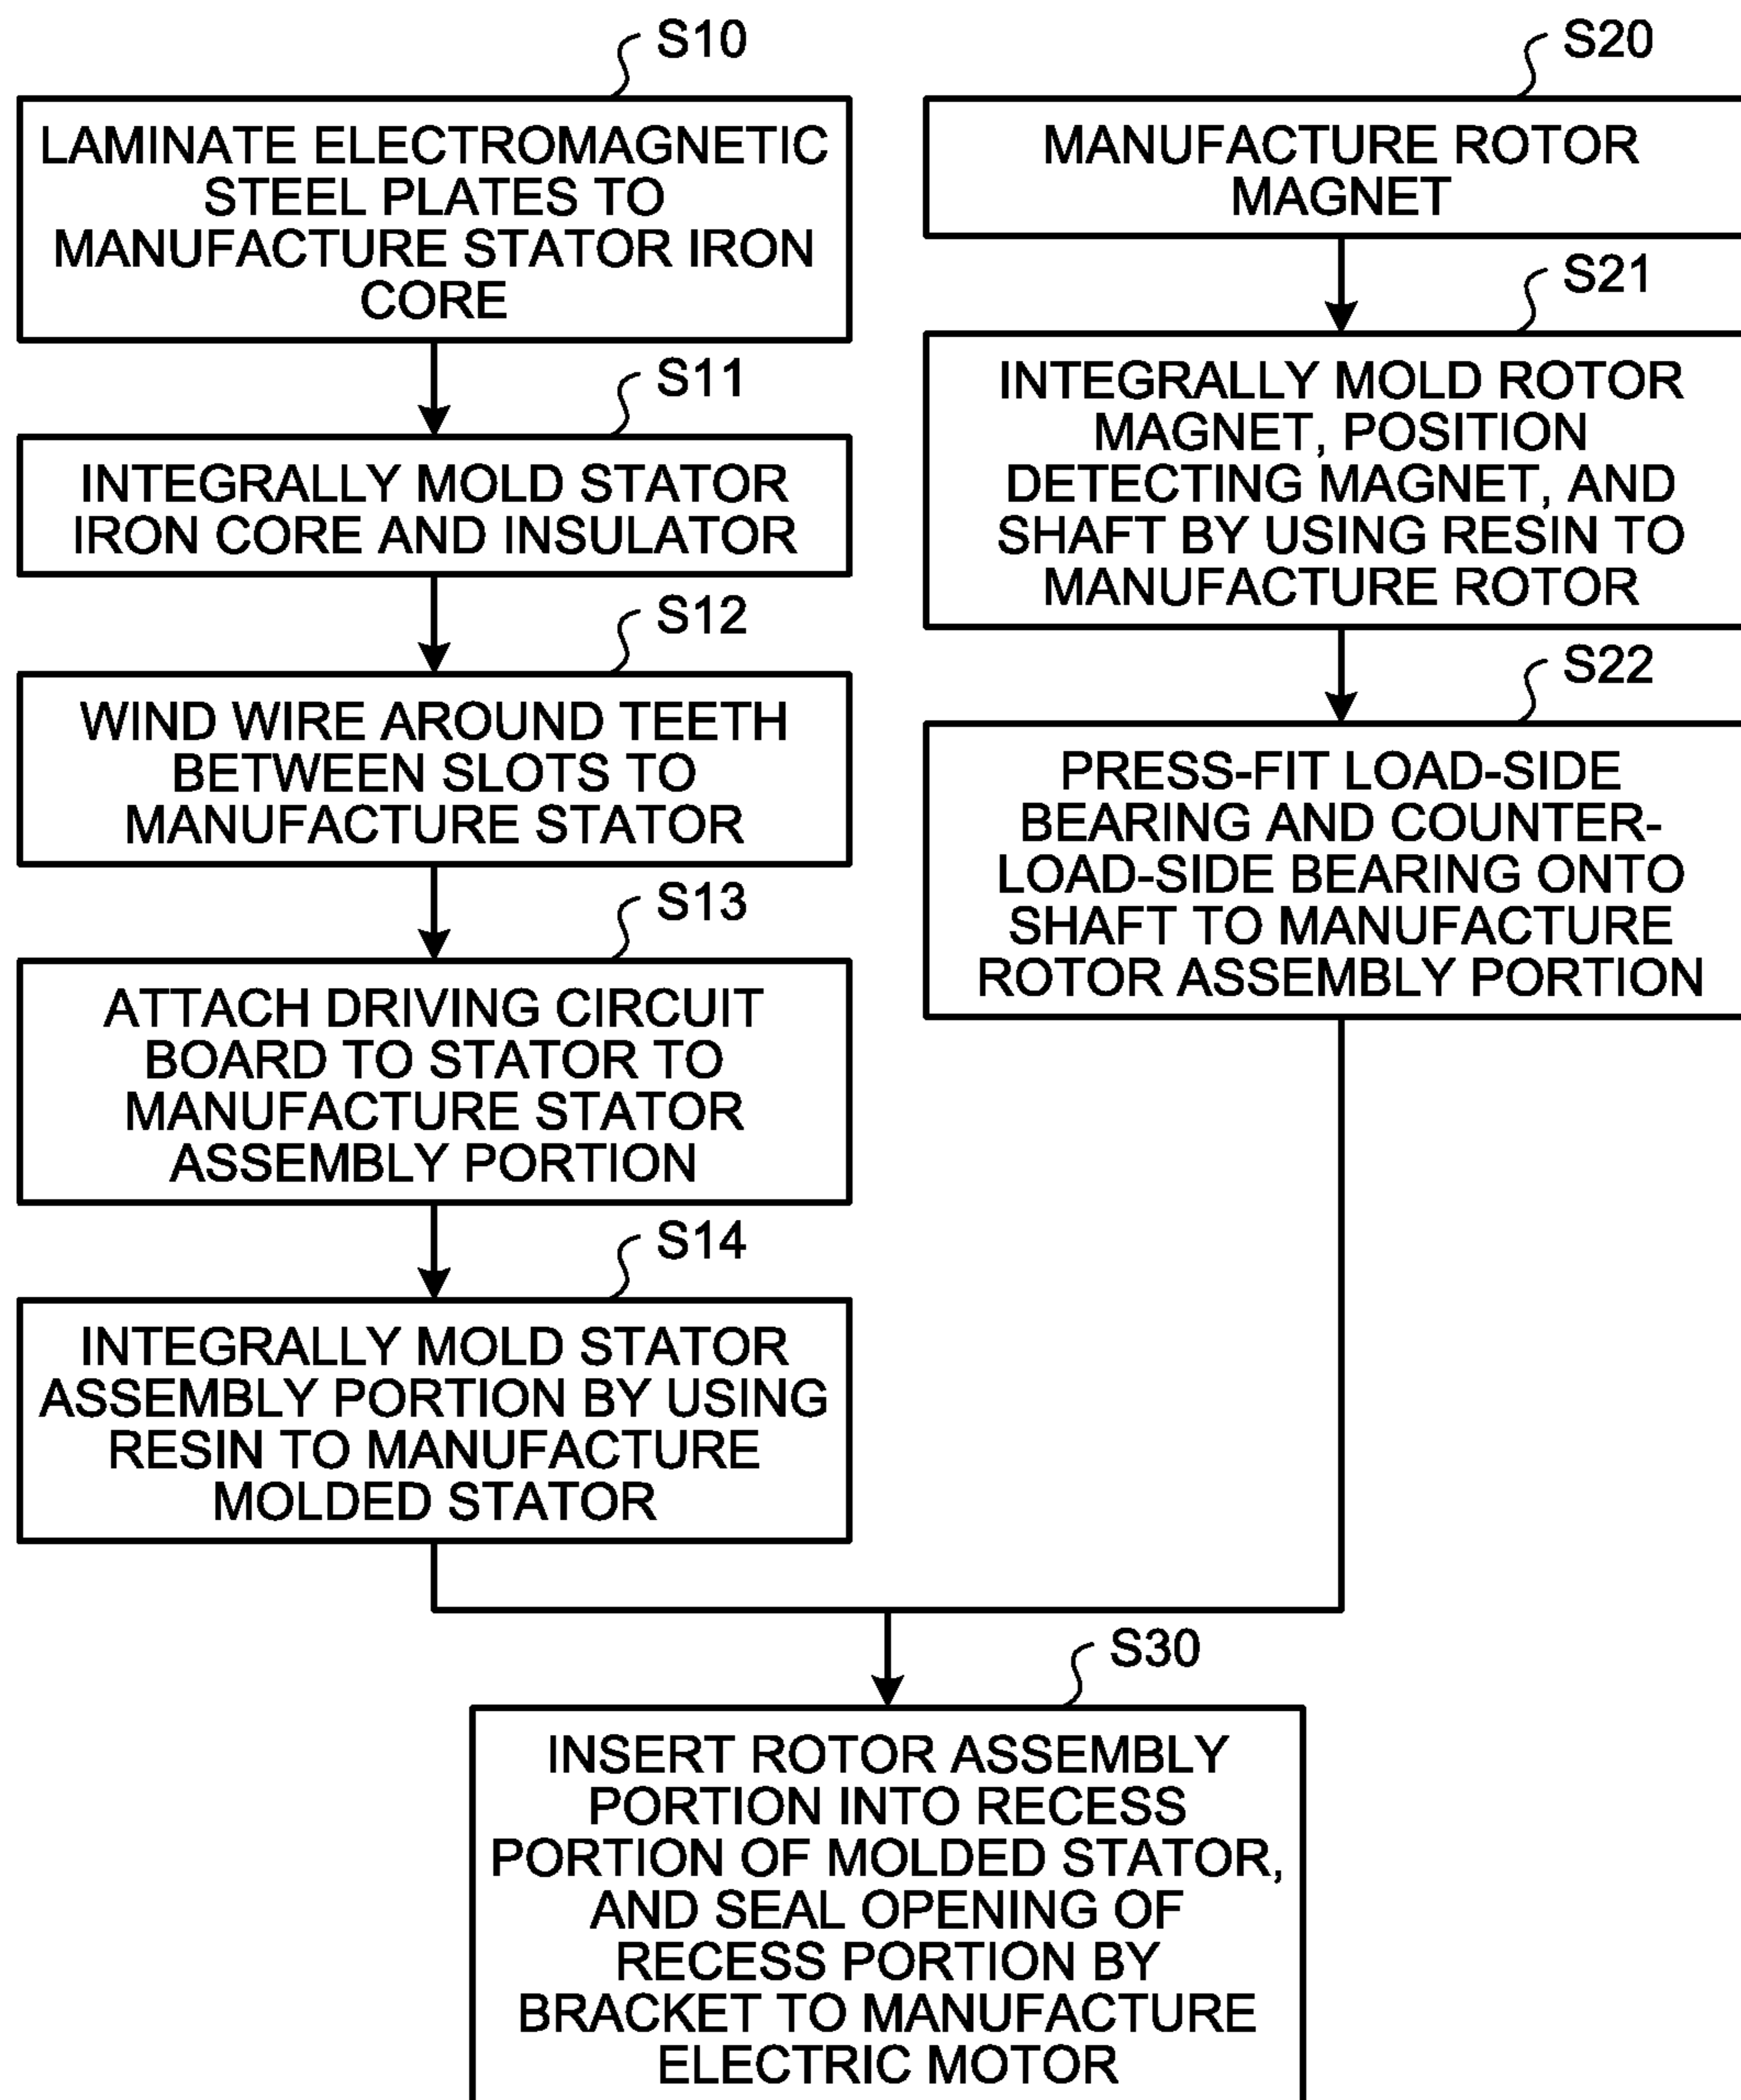 S10
LAMINATE ELECTROMAGNETIC
STEEL PLATES TO
MANUFACTURE STATOR IRON
CORE
S11
INTEGRALLY MOLD STATOR
IRON CORE AND INSULATOR
S12
WIND WIRE AROUND TEETH
BETWEEN SLOTS TO
MANUFACTURE STATOR
S13
ATTACH DRIVING CIRCUIT
BOARD TO STATOR TO
MANUFACTURE STATOR
ASSEMBLY PORTION
S14
INTEGRALLY MOLD STATOR
ASSEMBLY PORTION BY USING
RESIN TO MANUFACTURE
MOLDED STATOR
S20
MANUFACTURE ROTOR
MAGNET
S21
INTEGRALLY MOLD ROTOR
MAGNET, POSITION
DETECTING MAGNET, AND
SHAFT BY USING RESIN TO
MANUFACTURE ROTOR
S22
PRESS-FIT LOAD-SIDE
BEARING AND COUNTER-
LOAD-SIDE BEARING ONTO
SHAFT TO MANUFACTURE
ROTOR ASSEMBLY PORTION
S30
INSERT ROTOR ASSEMBLY
PORTION INTO RECESS
PORTION OF MOLDED STATOR,
AND SEAL OPENING OF
RECESS PORTION BY
BRACKET TO MANUFACTURE
ELECTRIC MOTOR